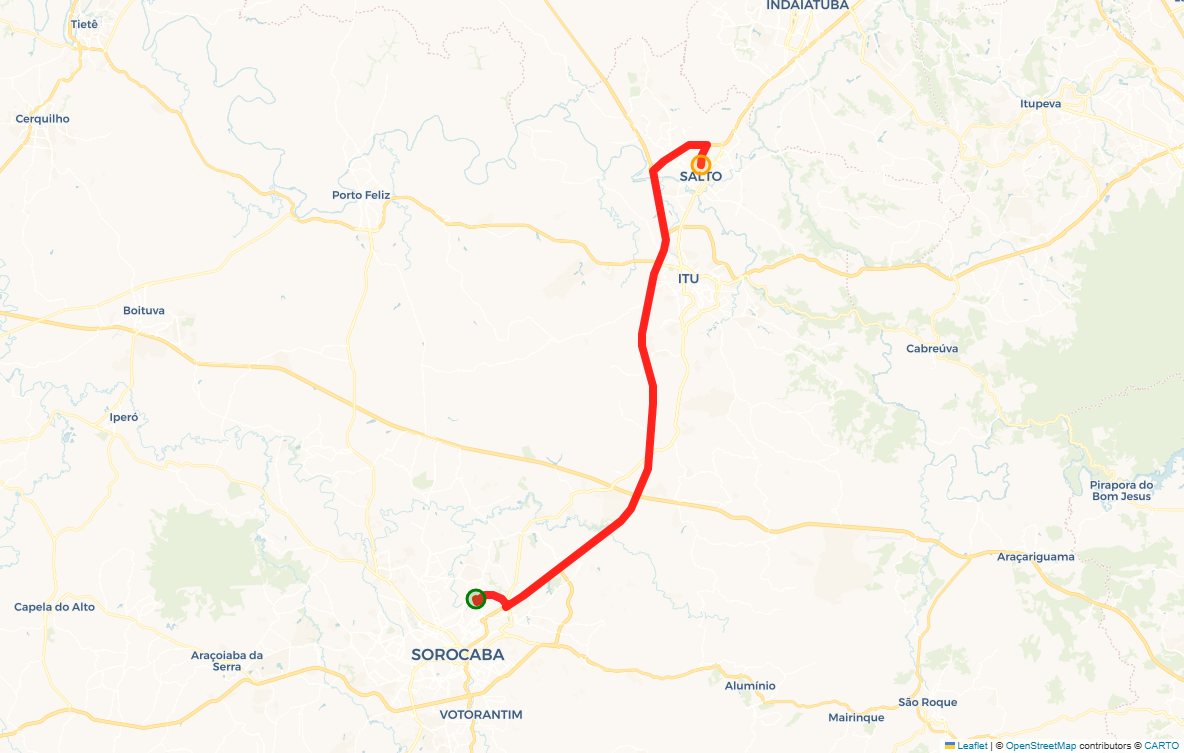 INDAIATUBA
Tietê
Itupeva
Cerquilho
SALTO
Porto Feliz
ITU
Boituva
Cabreúva
Iperó
Pirapora do
Bom Jesus
Araçariguama
Capela do Alto
SOROCABA
Araçoiaba da
Serra
Alumínio
São Roque
VOTORANTIM
Mairinque
Leaflet | © OpenStreetMap contributors © CARTO